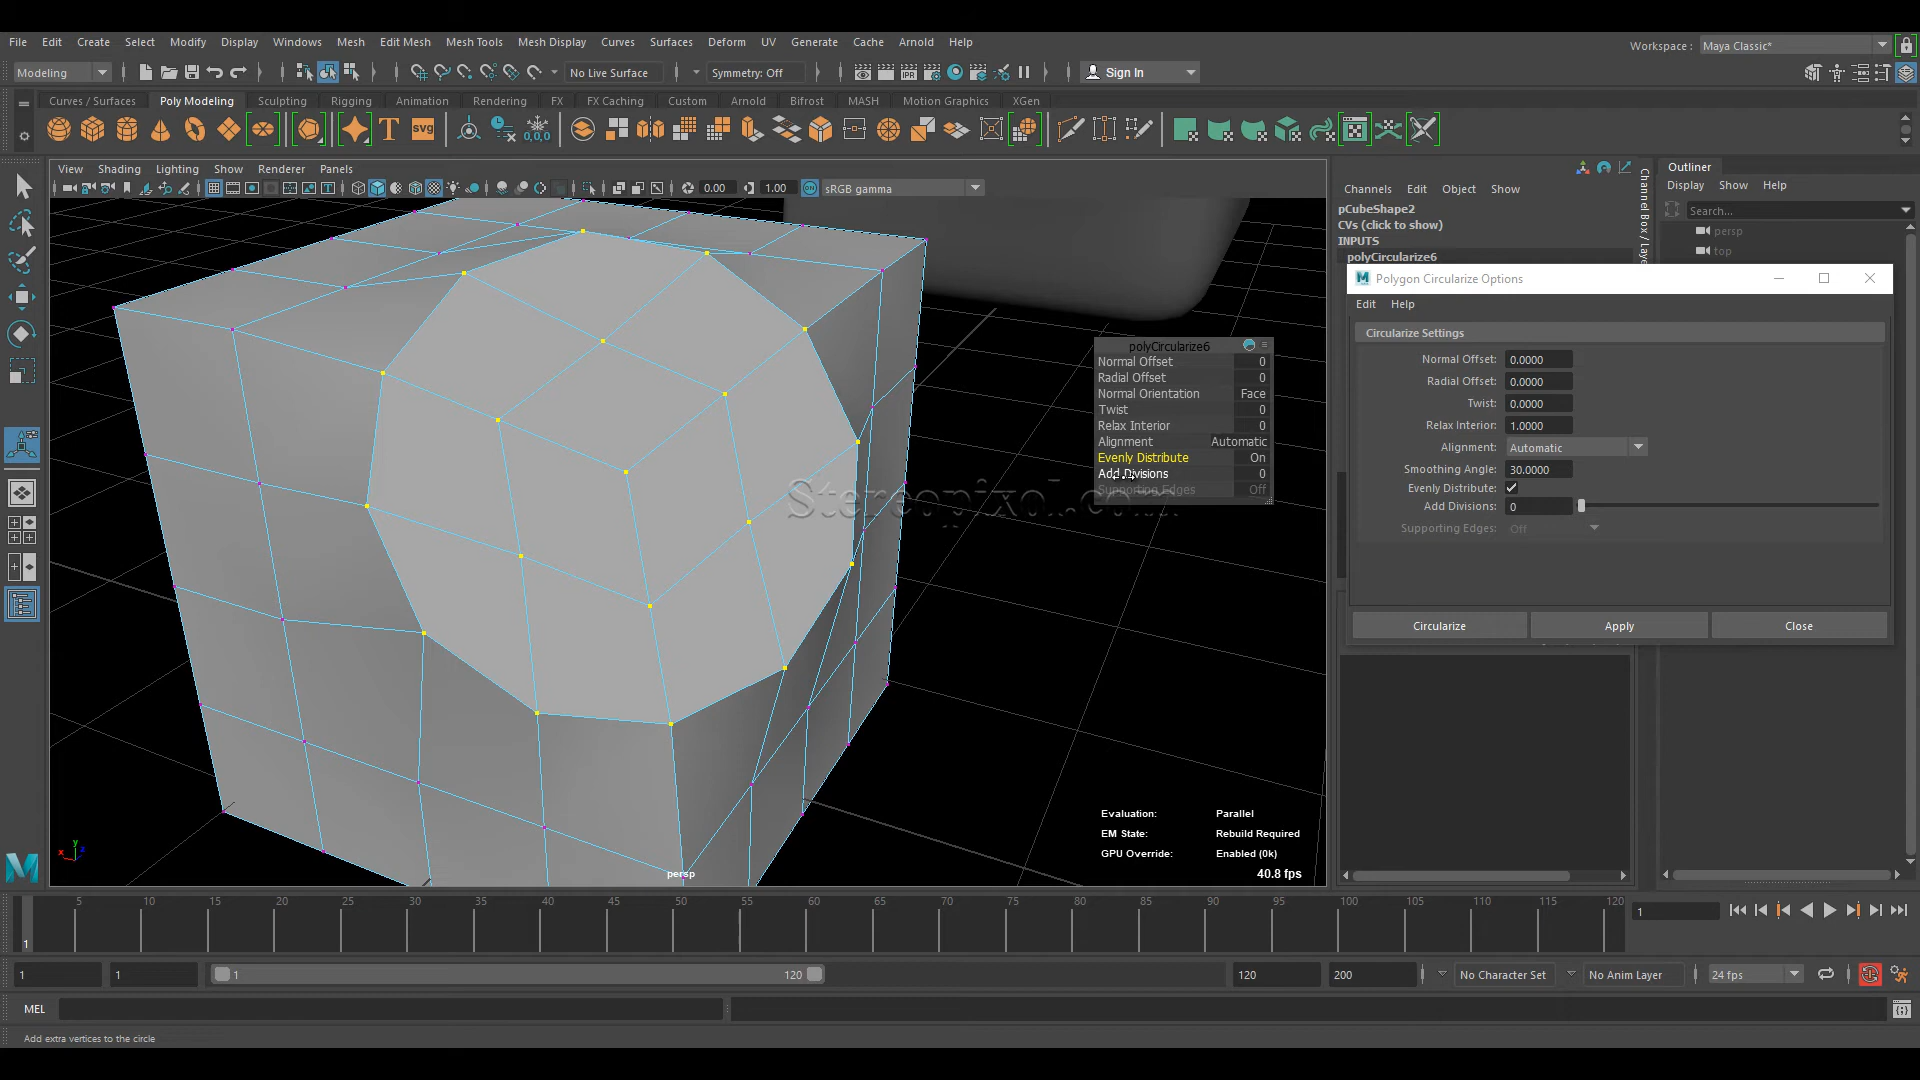 File Edit Create Select Modify Display Windows Mesh Edit Mesh Mesh Tools Mesh Display Curves Surfaces Deform UV Generate Cache Arnold Help
Workspace : Maya Classic*
Modeling No Live Surface Symmetry: Off Sign In
Curves / Surfaces Poly Modeling Sculpting Rigging Animation Rendering FX FX Caching Custom Arnold Bifrost MASH Motion Graphics XGen
T svg 0,0,0
View Shading Lighting Show Renderer Panels
0.00 1.00 sRGB gamma
Channels Edit Object Show
pCubeShape2
CVs (click to show)
INPUTS
polyCircularize6
Channel Box / Laye
Outliner
Display Show Help
Search...
persp
top
Polygon Circularize Options
Edit Help
Circularize Settings
Normal Offset: 0.0000
Radial Offset: 0.0000
Twist: 0.0000
Relax Interior: 1.0000
Alignment: Automatic
Smoothing Angle: 30.0000
Evenly Distribute:
Add Divisions: 0
Supporting Edges: Off
Circularize Apply Close
polyCircularize6
Normal Offset 0
Radial Offset 0
Normal Orientation Face
Twist 0
Relax Interior 0
Alignment Automatic
Evenly Distribute On
Add Divisions 0
Supporting Edges Off
Stereopixol.com
Evaluation: Parallel
EM State: Rebuild Required
GPU Override: Enabled (0k)
40.8 fps
persp
x y z
5 10 15 20 25 30 35 40 45 50 55 60 65 70 75 80 85 90 95 100 105 110 115 120
1
1
1 1 1 120 120 200 No Character Set No Anim Layer 24 fps
MEL
Add extra vertices to the circle